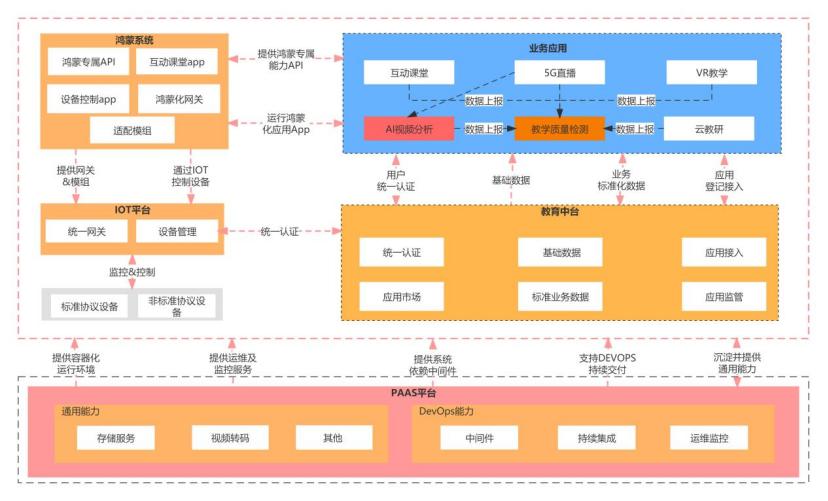 鸿蒙系统
鸿蒙专属API
互动课堂app
设备控制app
鸿蒙化网关
适配模组
提供鸿蒙专属
能力API
运行鸿蒙
化应用App
业务应用
互动课堂
5G直播
VR教学
数据上报
数据上报
AI视频分析
数据上报
教学质量检测
数据上报
云教研
提供网关
&模组
通过IOT
控制设备
用户
统一认证
基础数据
业务
标准化数据
应用
登记接入
IOT平台
统一网关
设备管理
统一认证
监控&控制
标准协议设备
非标准协议设
备
教育中台
统一认证
基础数据
应用接入
应用市场
标准业务数据
应用监管
提供容器化
运行环境
提供运维及
监控服务
提供系统
依赖中间件
支持DEVOPS
持续交付
沉淀并提供
通用能力
PAAS平台
通用能力
存储服务
视频转码
其他
DevOps能力
中间件
持续集成
运维监控